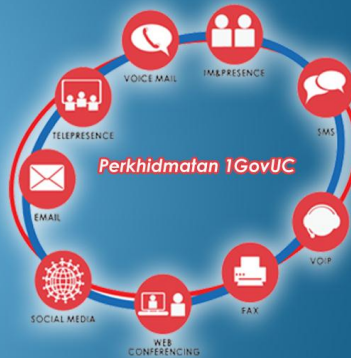 VOICE MAIL
IM&PRESENCE
SMS
TELEPRESENCE
Perkhidmatan 1GovUC
EMAIL
VOIP
SOCIAL MEDIA
FAX
WEB
CONFERENCING